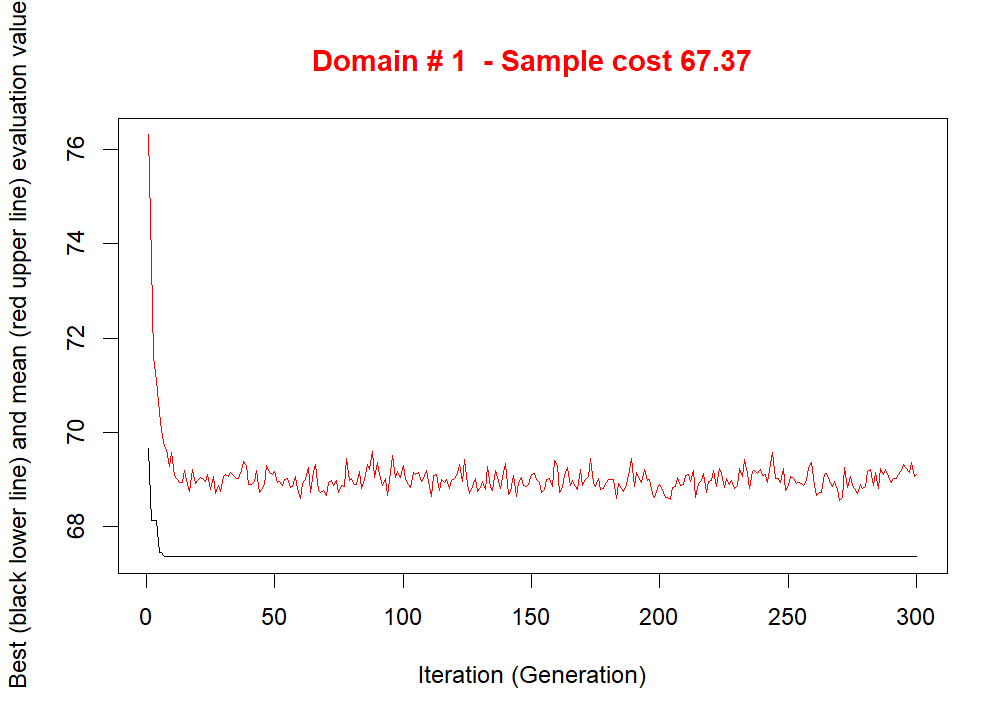 Domain # 1  - Sample cost 67.37
Best (black lower line) and mean (red upper line) evaluation value
76
74
72
70
68
0 50 100 150 200 250 300
Iteration (Generation)